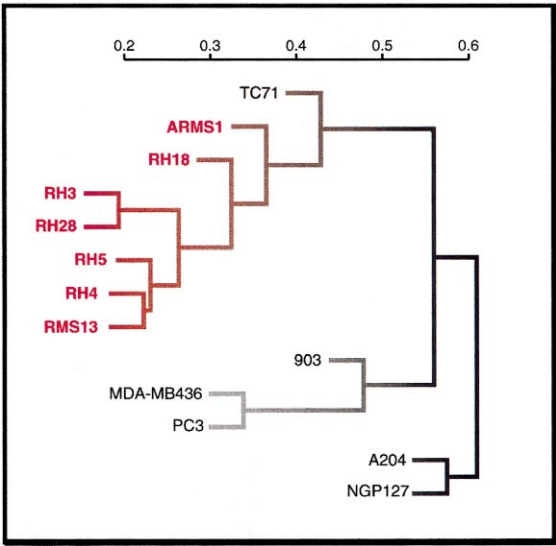 0.2 0.3 0.4 0.5 0.6
TC71
ARMS1
RH18
RH3
RH28
RH5
RH4
RMS13
903
MDA-MB436
PC3
A204
NGP127